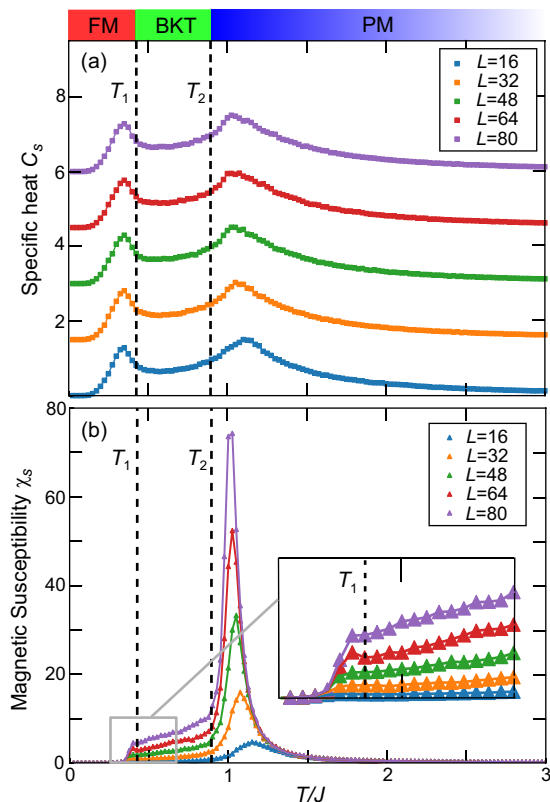 FM BKT PM
(a)
T₁ T₂
L=16
L=32
L=48
L=64
L=80
Specific heat Cₛ
8
6
4
2
0
(b)
T₁
T₂
L=16
L=32
L=48
L=64
L=80
Magnetic Susceptibility χₛ
80
60
40
20
0
T₁
0 1 2 3
T/J